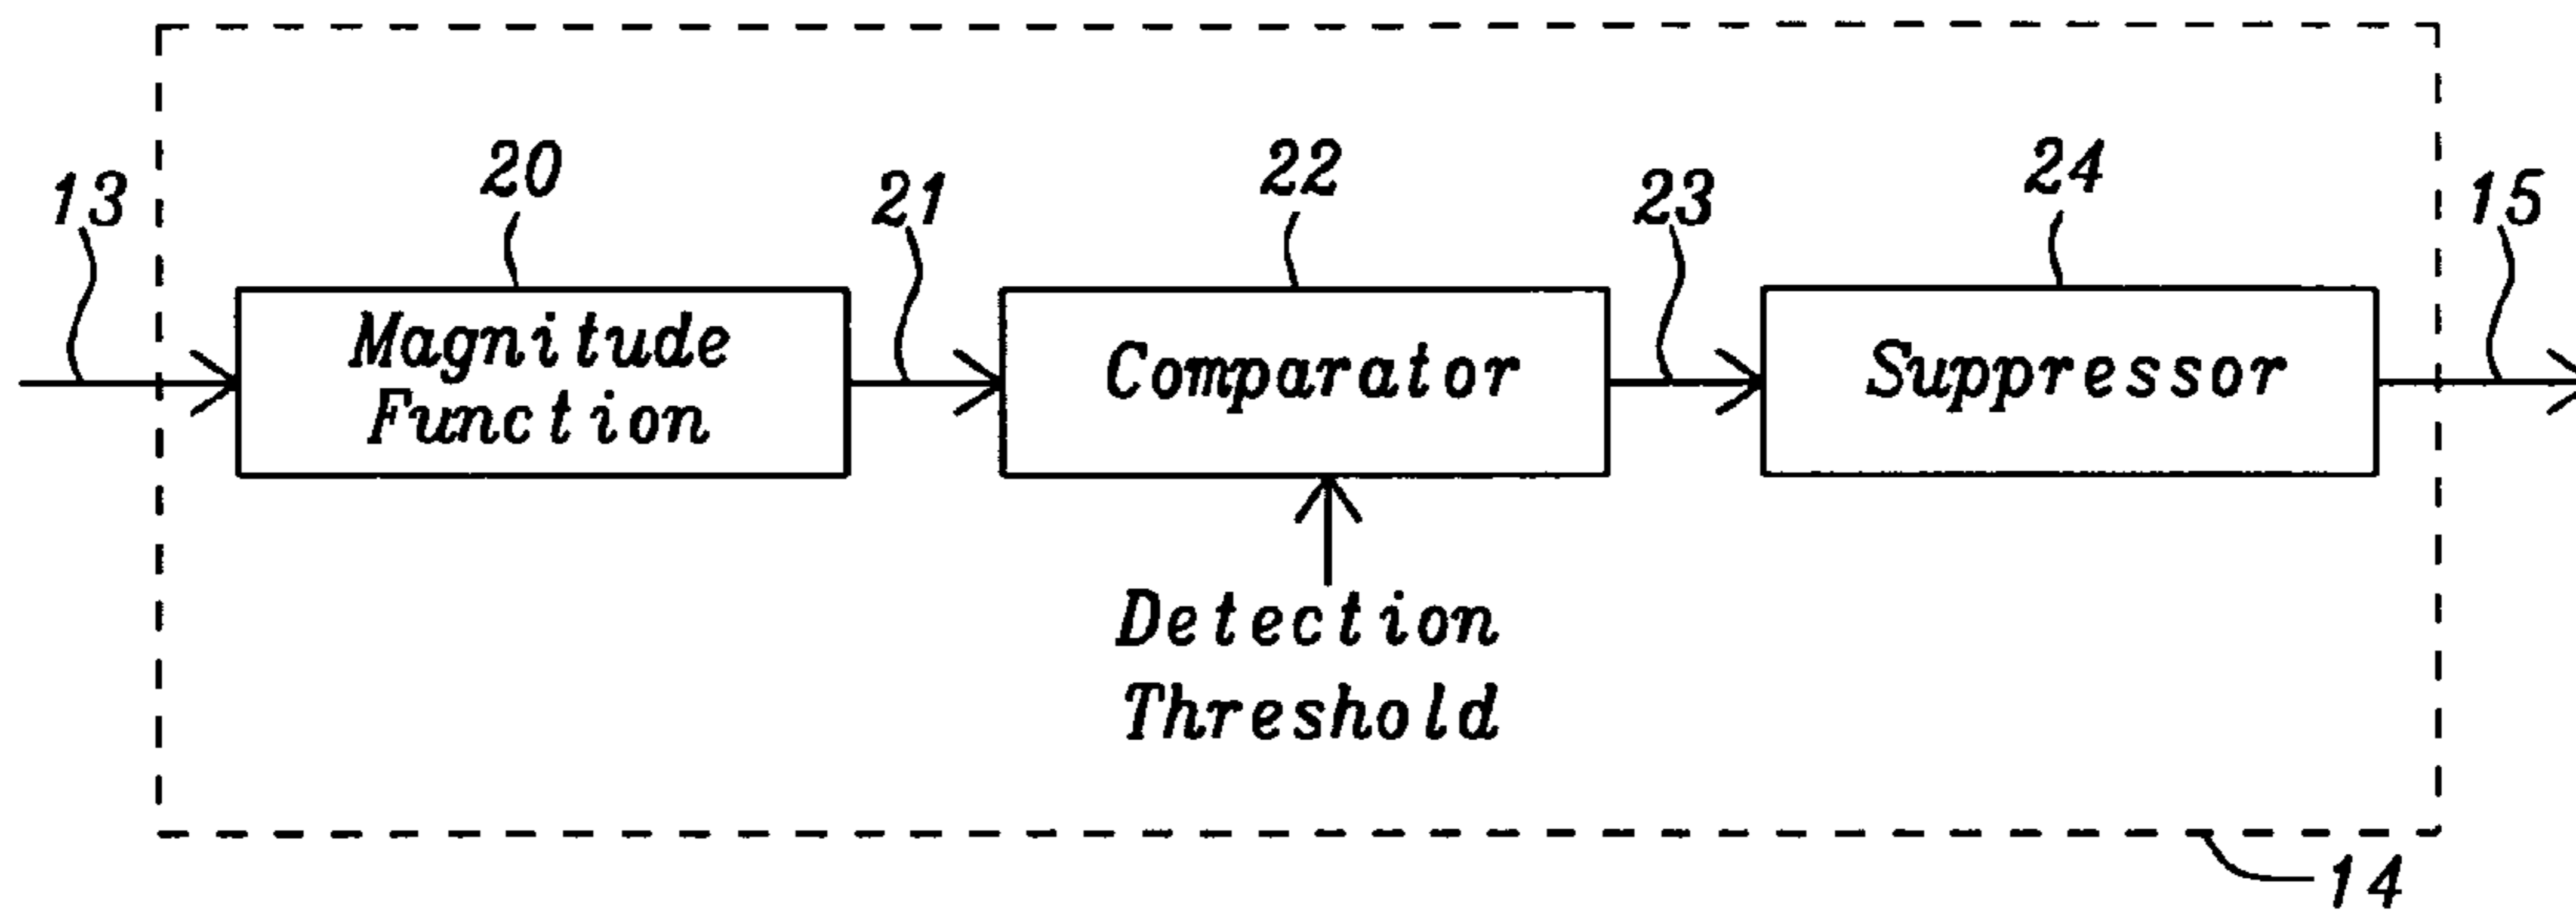 20
22
24
13
21
23
15
Magnitude
Function
Comparator
Suppressor
Detection
Threshold
14